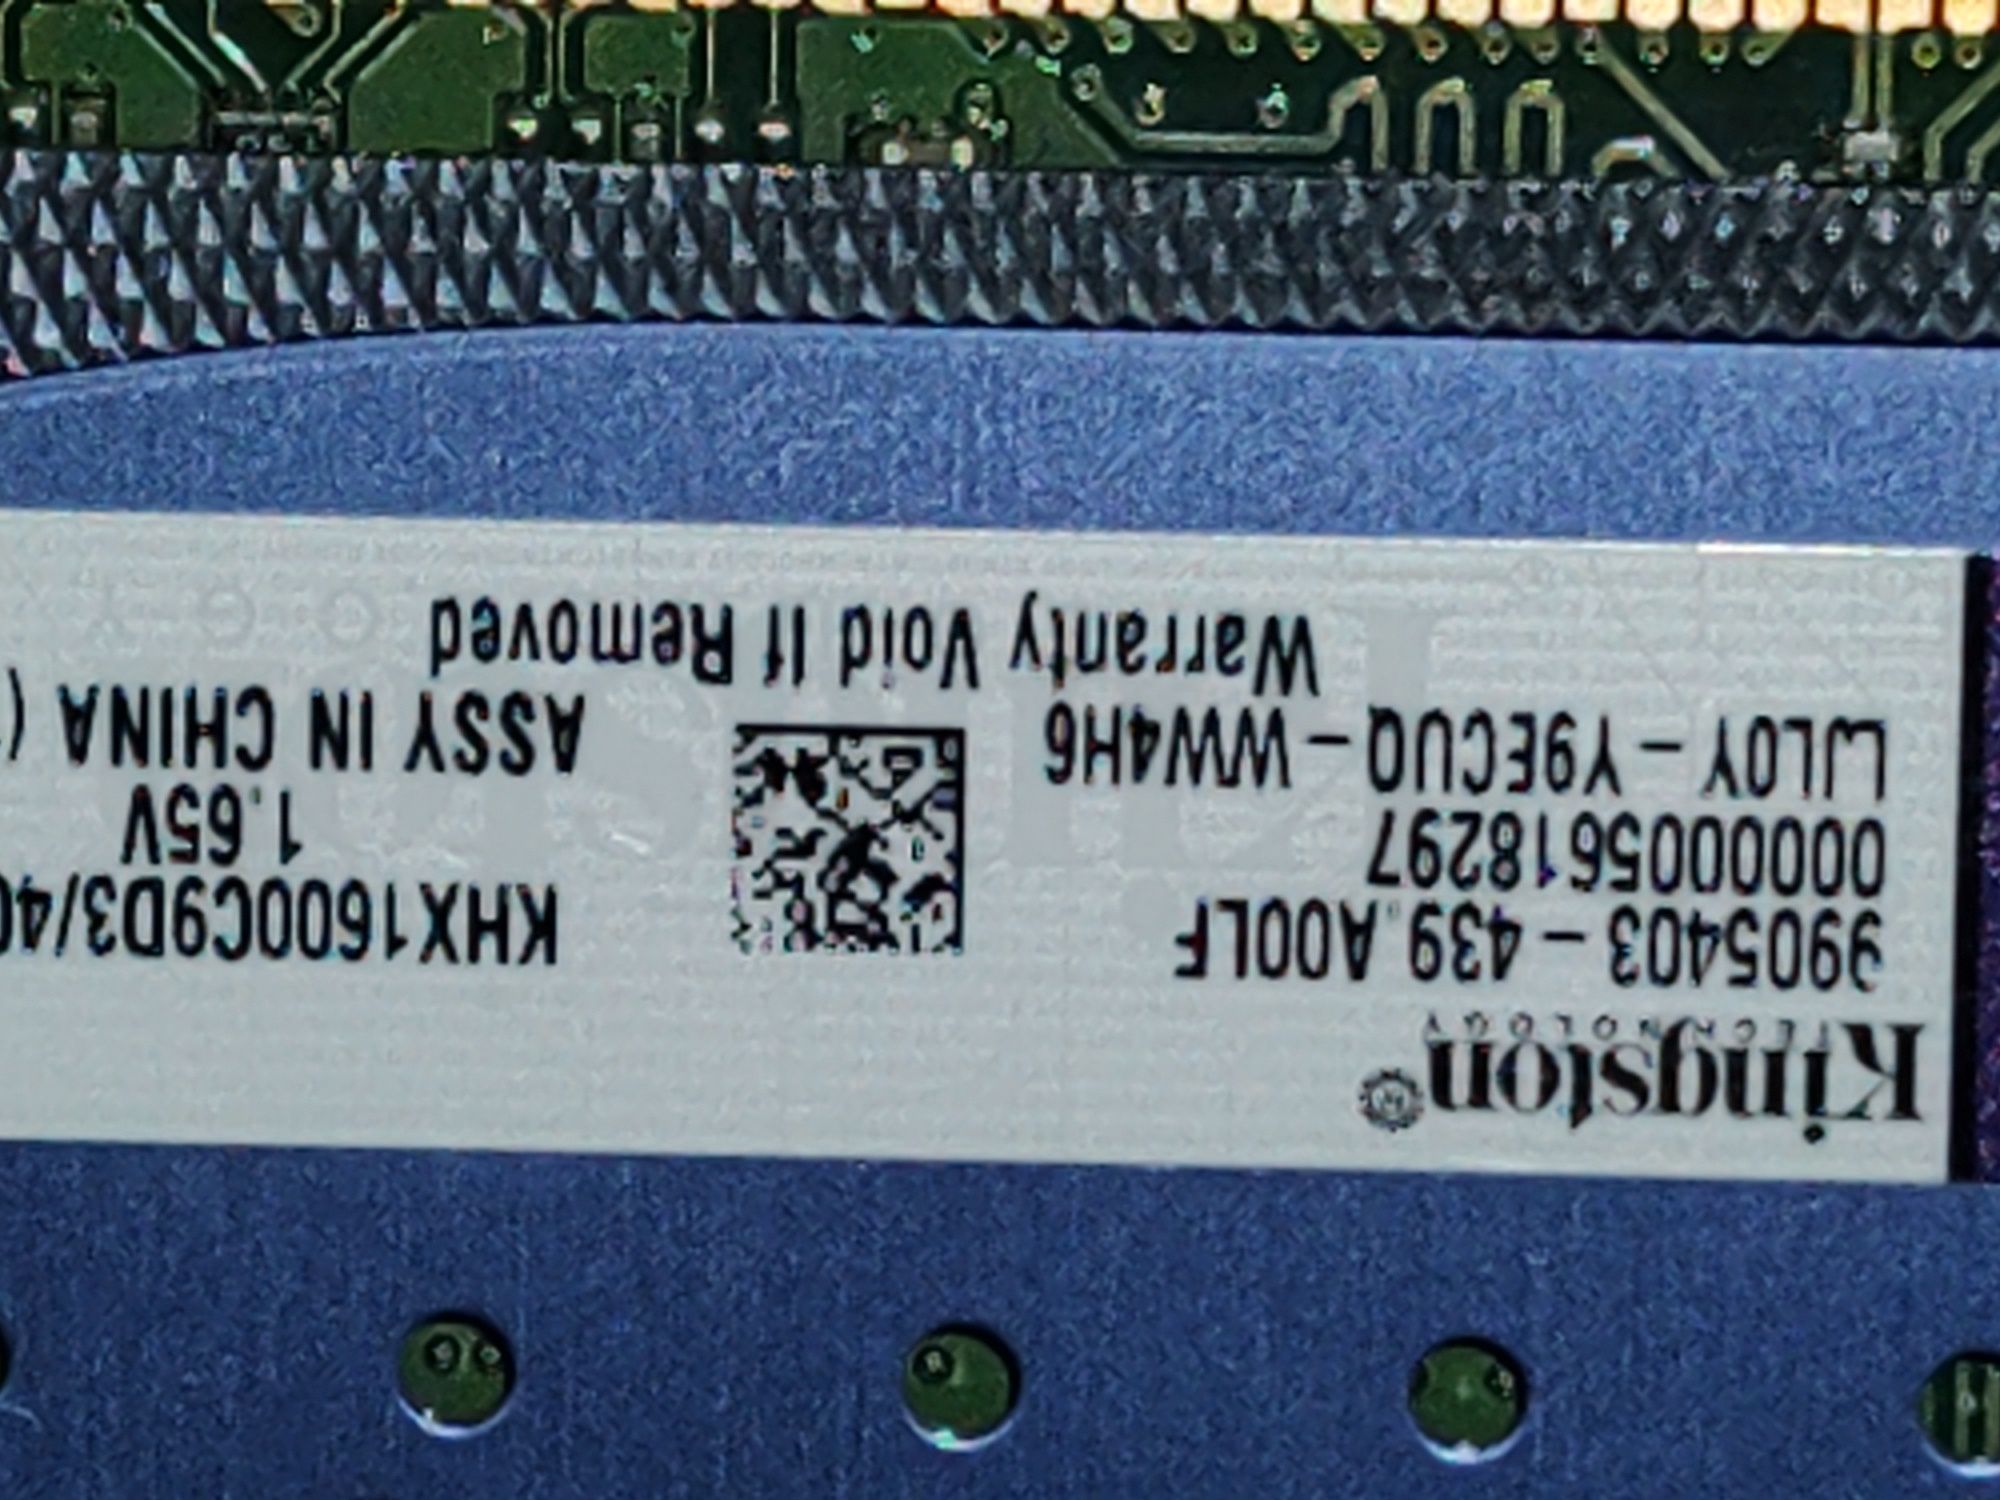 Kingston
TECHNOLOGY
9905403-439.A00LF
0000005618297
LJL0Y-Y9ECUQ-WW4H6
Warranty Void If Removed
KHX1600C9D3/4G
1.65V
ASSY IN CHINA (